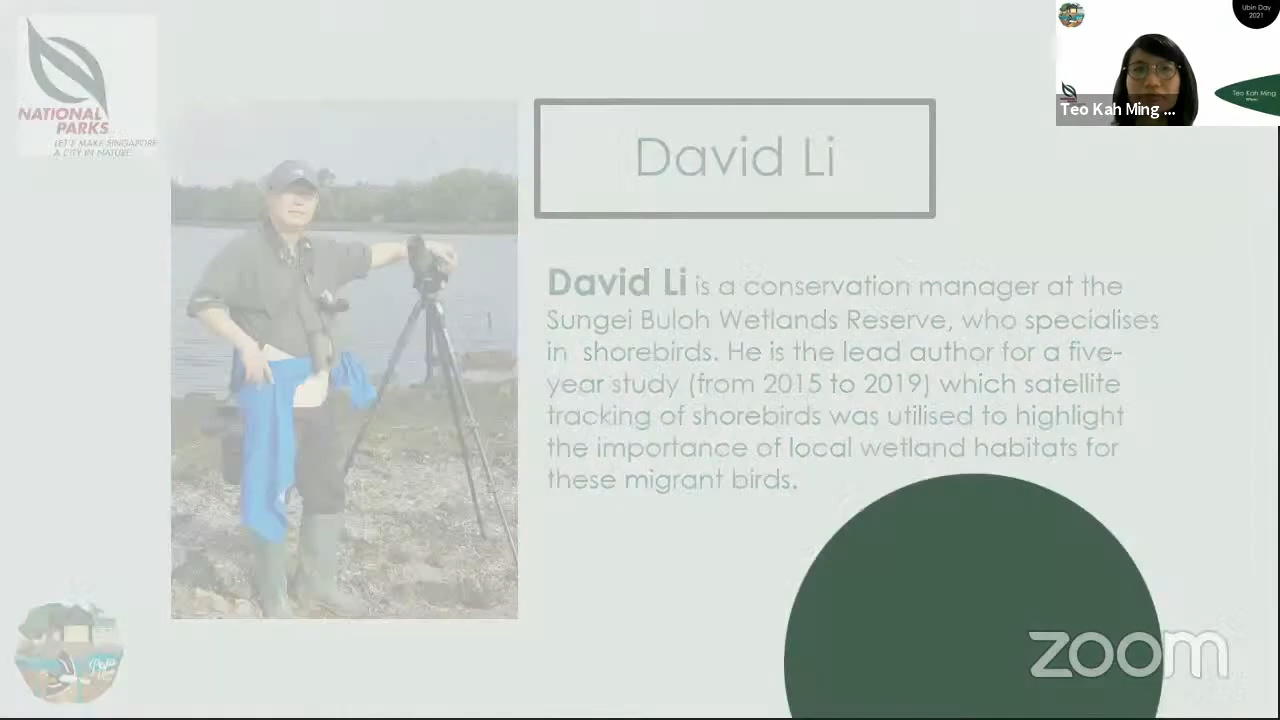 NATIONAL
PARKS
LET'S MAKE SINGAPORE
A CITY IN NATURE
David Li
David Li is a conservation manager at the
Sungei Buloh Wetlands Reserve, who specialises
in shorebirds. He is the lead author for a five-
year study (from 2015 to 2019) which satellite
tracking of shorebirds was utilised to highlight
the importance of local wetland habitats for
these migrant birds.
Ubin Day
2021
Teo Kah Ming
Teo Kah Ming ...
zoom